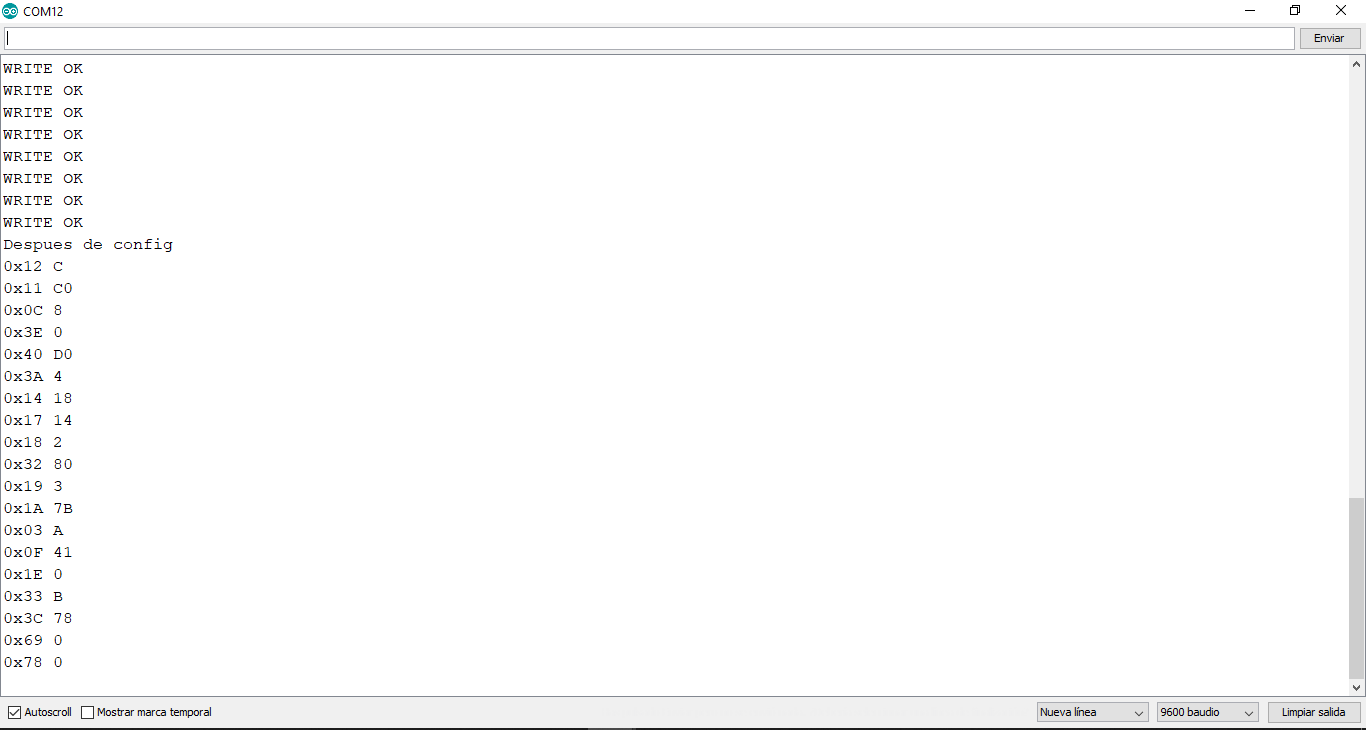 COM12
Enviar
WRITE OK
WRITE OK
WRITE OK
WRITE OK
WRITE OK
WRITE OK
WRITE OK
WRITE OK
Despues de config
0x12 C
0x11 C0
0x0C 8
0x3E 0
0x40 D0
0x3A 4
0x14 18
0x17 14
0x18 2
0x32 80
0x19 3
0x1A 7B
0x03 A
0x0F 41
0x1E 0
0x33 B
0x3C 78
0x69 0
0x78 0
Autoscroll Mostrar marca temporal Nueva línea 9600 baudio Limpiar salida